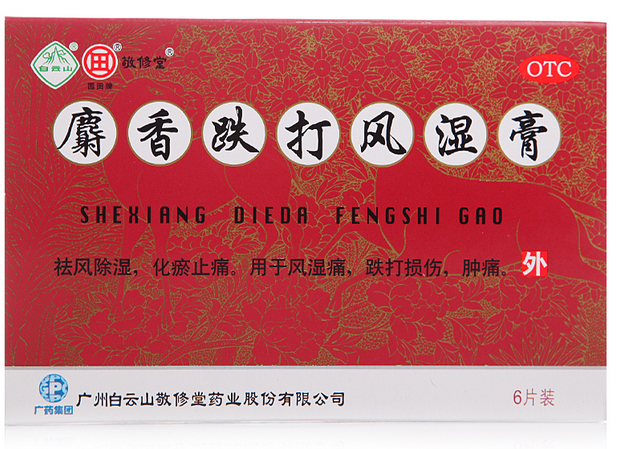 白云山 敬修堂
园田牌
OTC
麝香跌打风湿膏
SHEXIANG DIEDA FENGSHI GAO
祛风除湿，化瘀止痛。用于风湿痛，跌打损伤，肿痛。外
GP
广药集团 广州白云山敬修堂药业股份有限公司 6片装